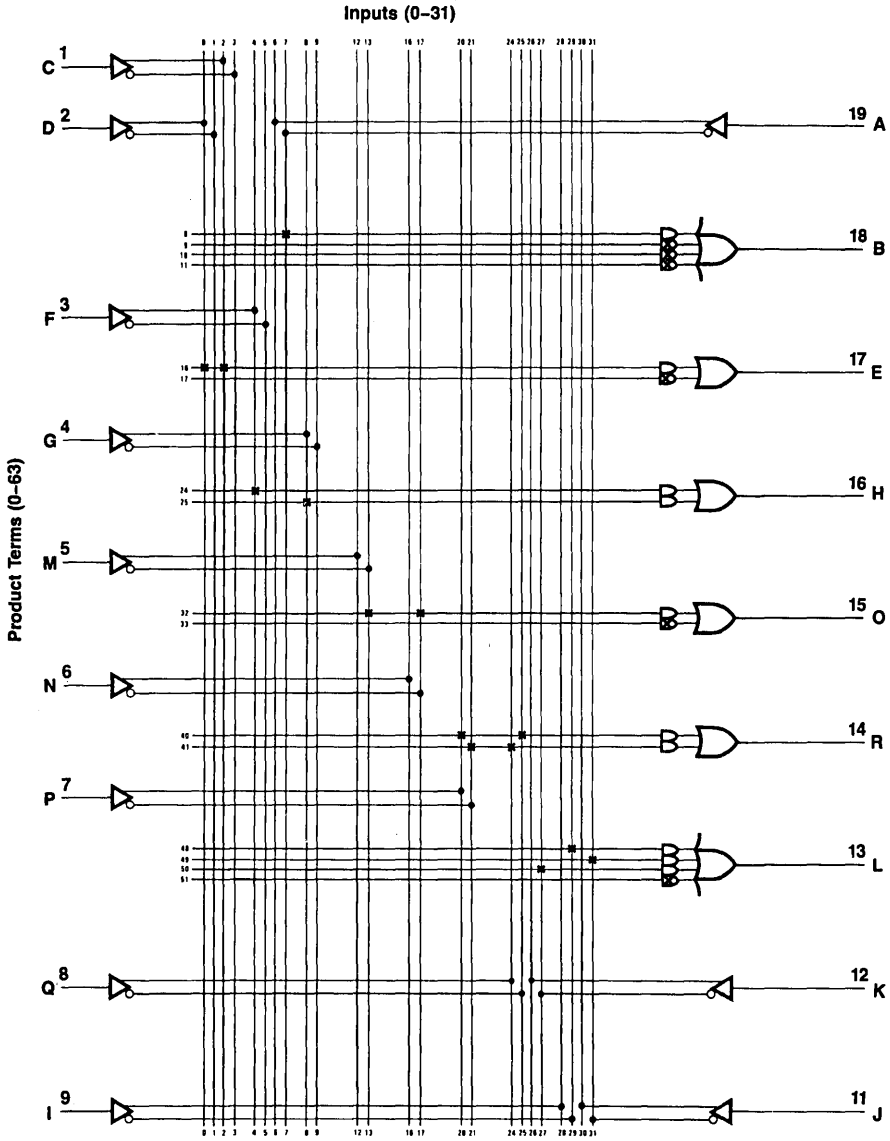 Inputs (0–31)
0 1 2 3 4 5 6 7 8 9 12 13 16 17 20 21 24 25 26 27 28 29 30 31
C 1
D 2
19 A
8
9
10
11
18 B
F 3
16
17
17 E
G 4
24
25
16 H
Product Terms (0–63)
M 5
32
33
15 O
N 6
40
41
14 R
P 7
48
49
50
51
13 L
Q 8
12 K
I 9
11 J
0 1 2 3 4 5 6 7 8 9 12 13 16 17 20 21 24 25 26 27 28 29 30 31